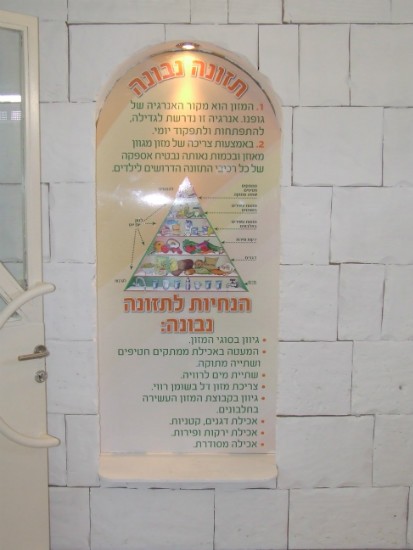 תזונה נבונה
1. המזון הוא מקור האנרגיה של
גופנו. אנרגיה זו נדרשת לגדילה,
להתפתחות ולתפקוד יומי.
2. באמצעות צריכה של מזון מגוון
מאוזן ובכמות נאותה נבטיח אספקה
של כל רכיבי התזונה הדרושים לילדים.
הנחיות לתזונה
נבונה:
• גיוון בסוגי המזון.
• המעטה באכילת ממתקים חטיפים
ושתייה מתוקה.
• שתיית מים לרוויה.
• צריכת מזון דל בשומן רווי.
• גיוון בקבוצת המזון העשירה
בחלבונים.
• אכילת דגנים, קטניות.
• אכילת ירקות ופירות.
• אכילה מסודרת.